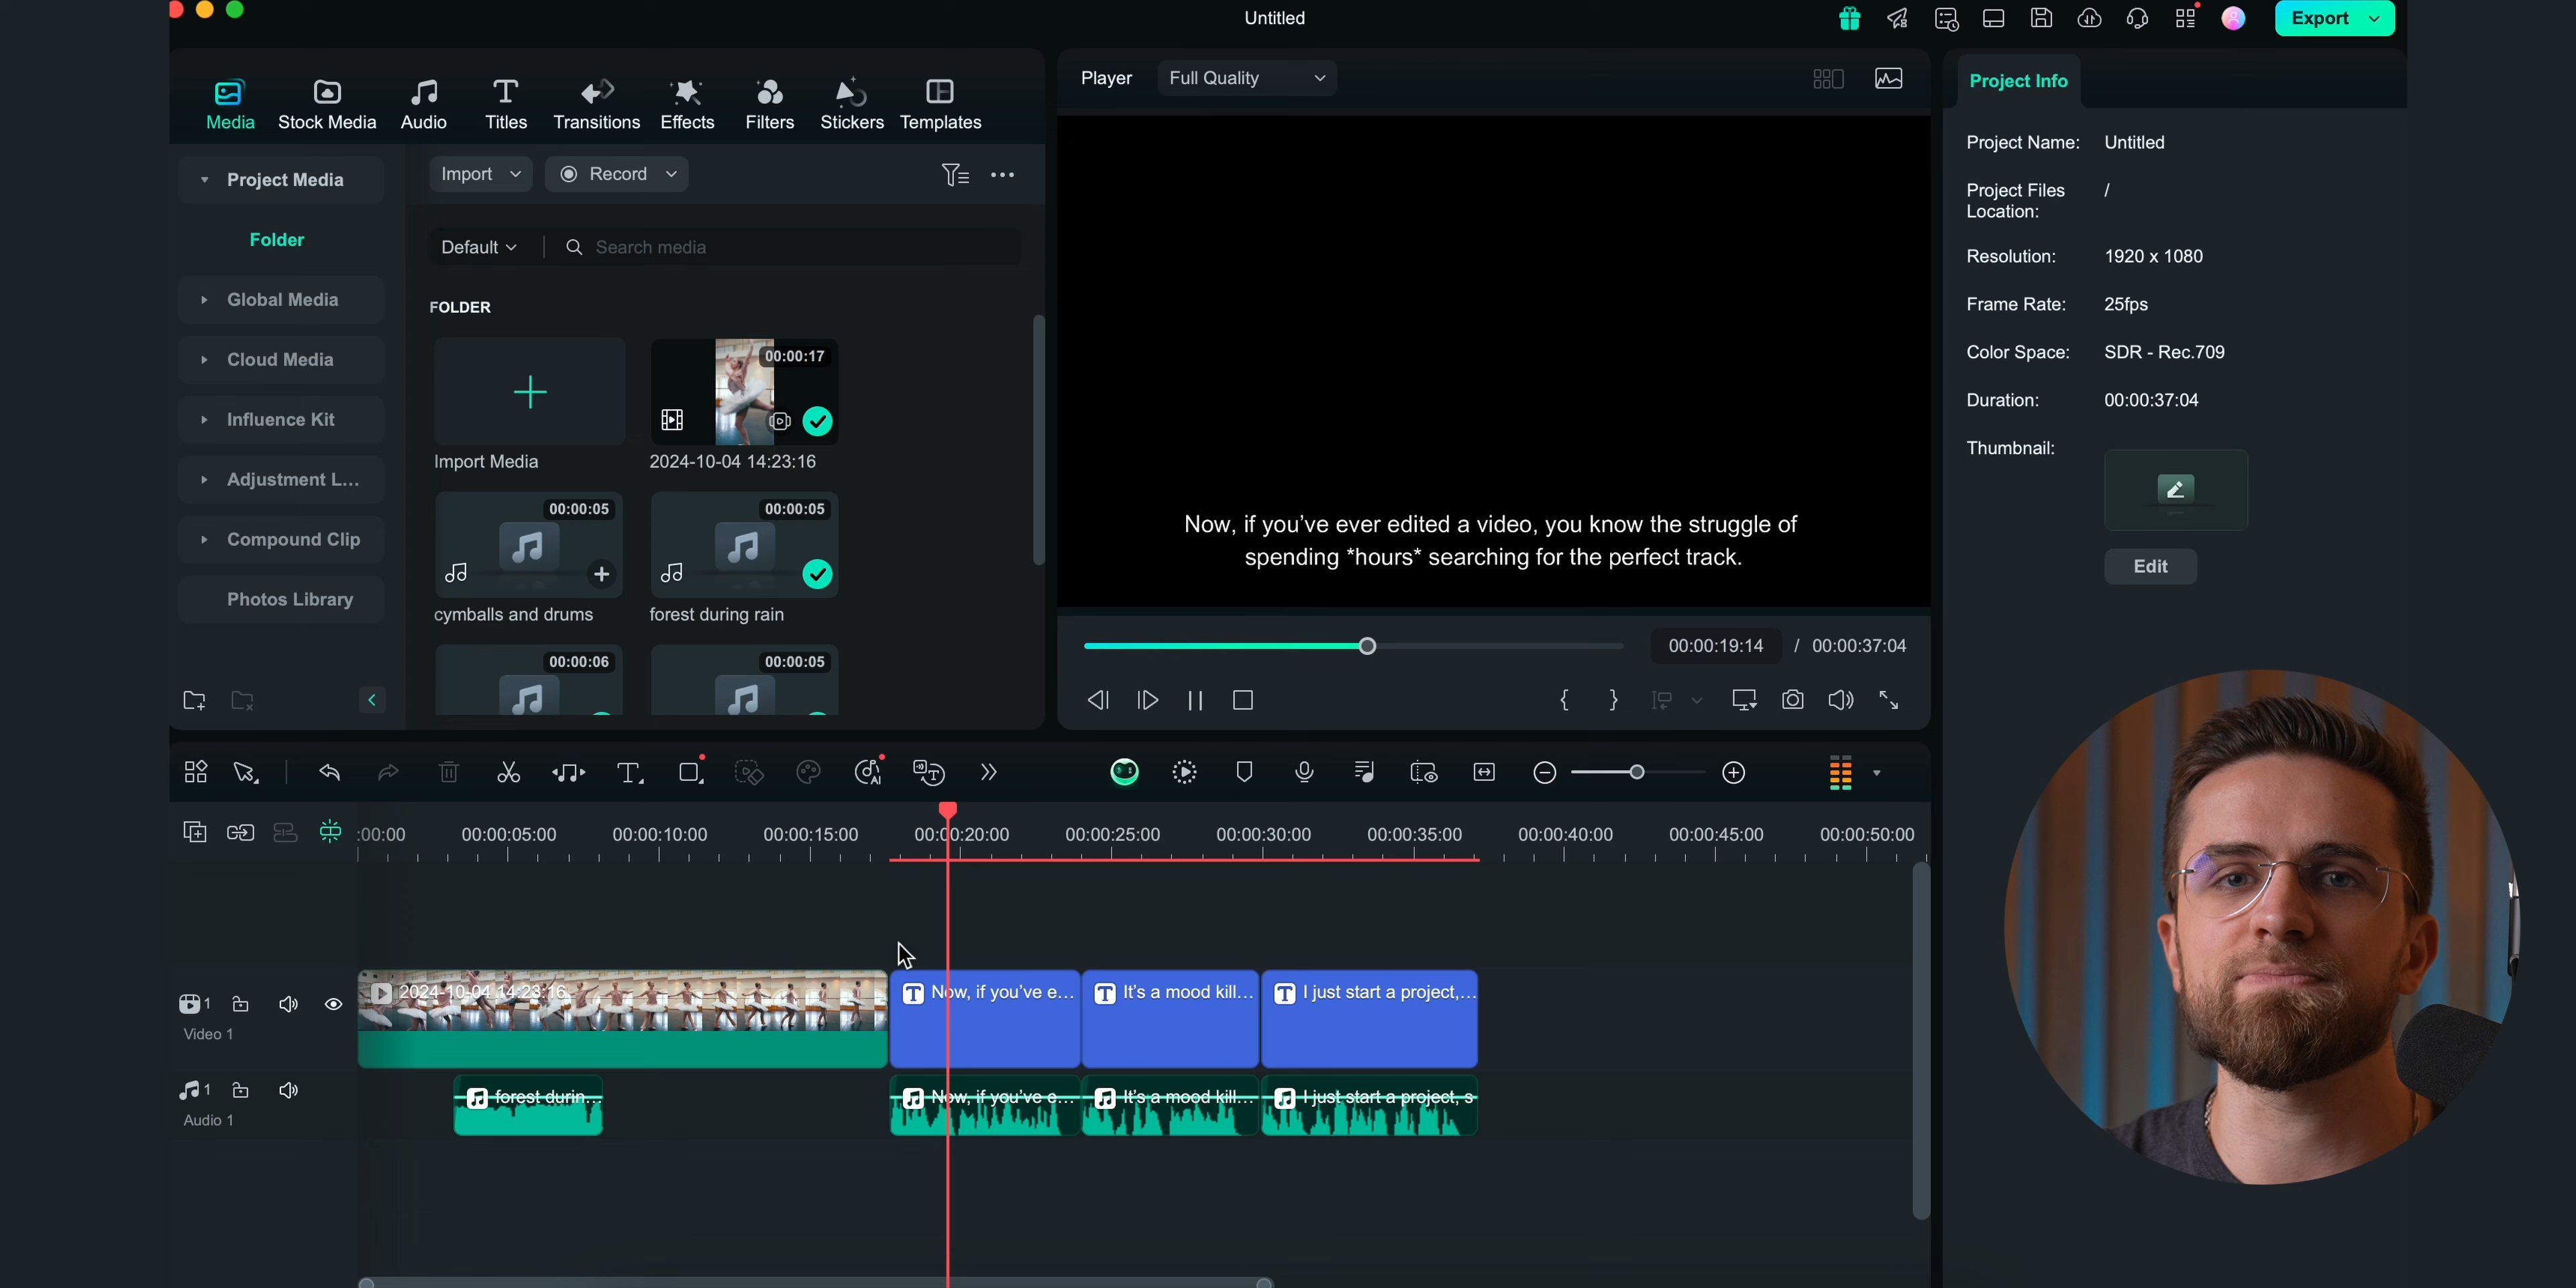 Untitled
Export
Media
Stock Media
Audio
Titles
Transitions
Effects
Filters
Stickers
Templates
Project Media
Folder
Global Media
Cloud Media
Influence Kit
Adjustment L...
Compound Clip
Photos Library
Import
Record
Default
Search media
FOLDER
Import Media
00:00:17
2024-10-04 14:23:16
00:00:05
cymballs and drums
00:00:05
forest during rain
00:00:06
00:00:05
Player
Full Quality
Now, if you've ever edited a video, you know the struggle of
spending *hours* searching for the perfect track.
00:00:19:14 / 00:00:37:04
Project Info
Project Name: Untitled
Project Files /
Location:
Resolution: 1920 x 1080
Frame Rate: 25fps
Color Space: SDR - Rec.709
Duration: 00:00:37:04
Thumbnail:
Edit
:00:00 00:00:05:00 00:00:10:00 00:00:15:00 00:00:20:00 00:00:25:00 00:00:30:00 00:00:35:00 00:00:40:00 00:00:45:00 00:00:50:00
1
Video 1
2024-10-04 14:23:16
Now, if you've e...
It's a mood kill...
I just start a project,...
1
Audio 1
forest durin...
Now, if you've e...
It's a mood kill...
I just start a project, s